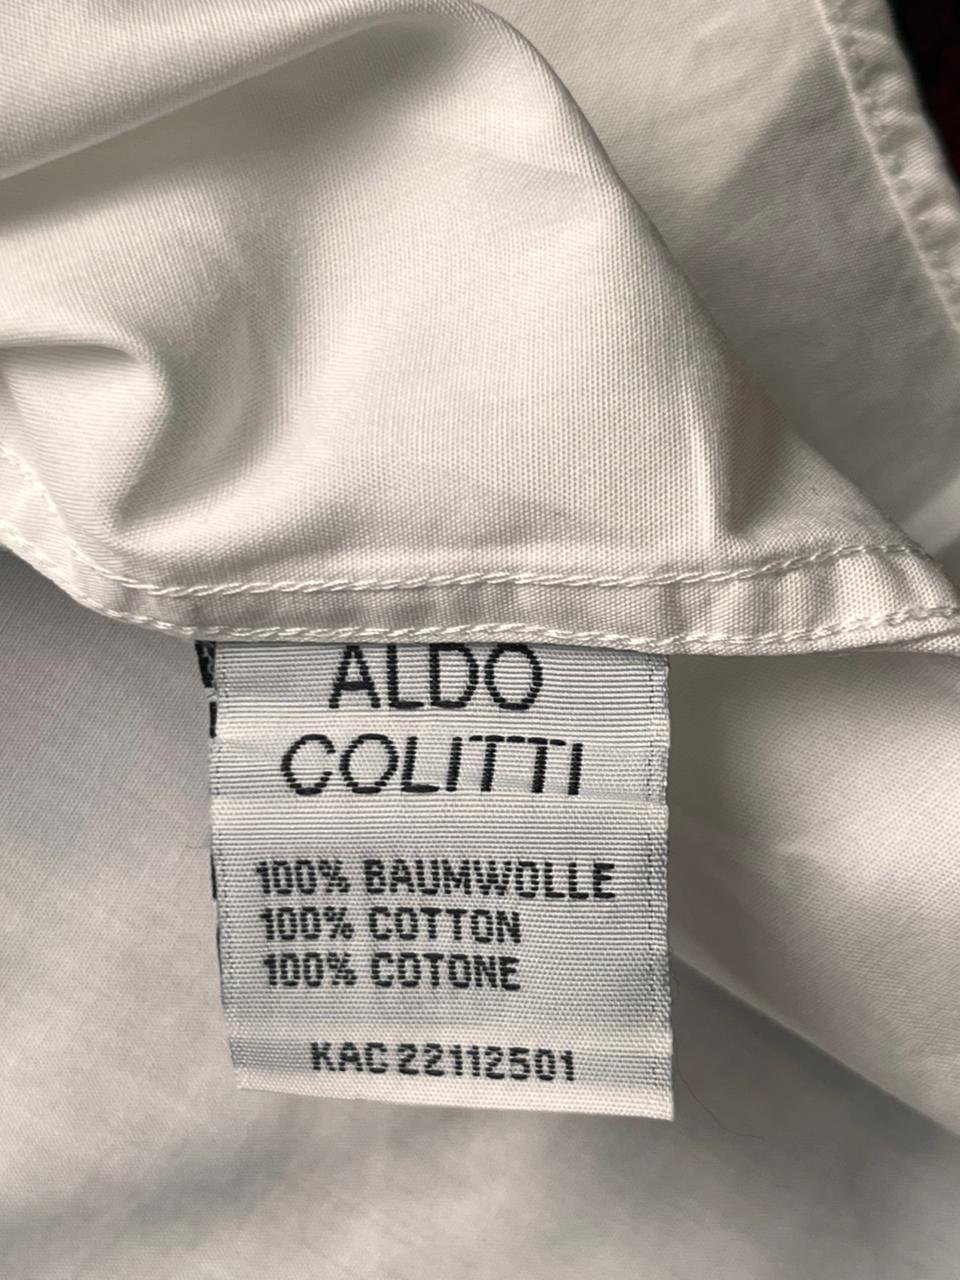 ALDO
COLITTI
100% BAUMWOLLE
100% COTTON
100% COTONE
KAC 22112501